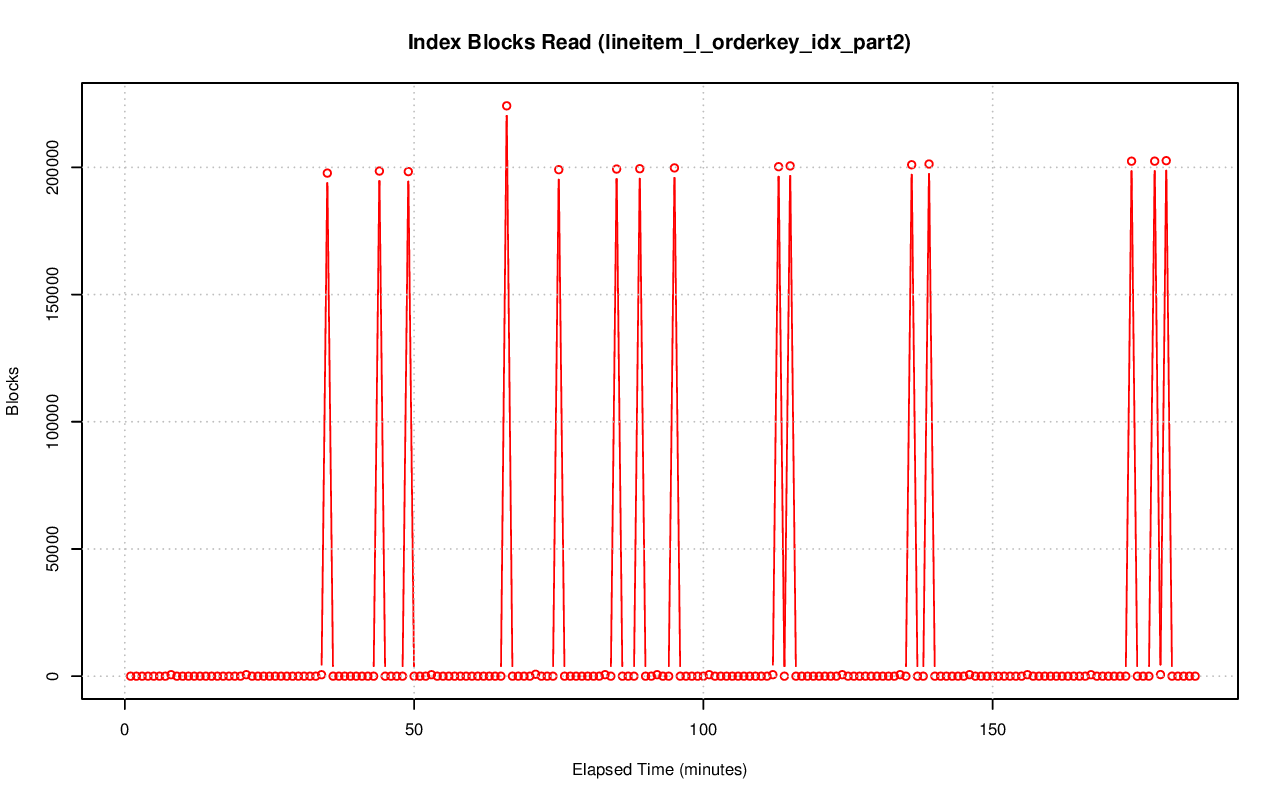 Index Blocks Read (lineitem_l_orderkey_idx_part2)
Blocks
200000
150000
100000
50000
0
0 50 100 150
Elapsed Time (minutes)